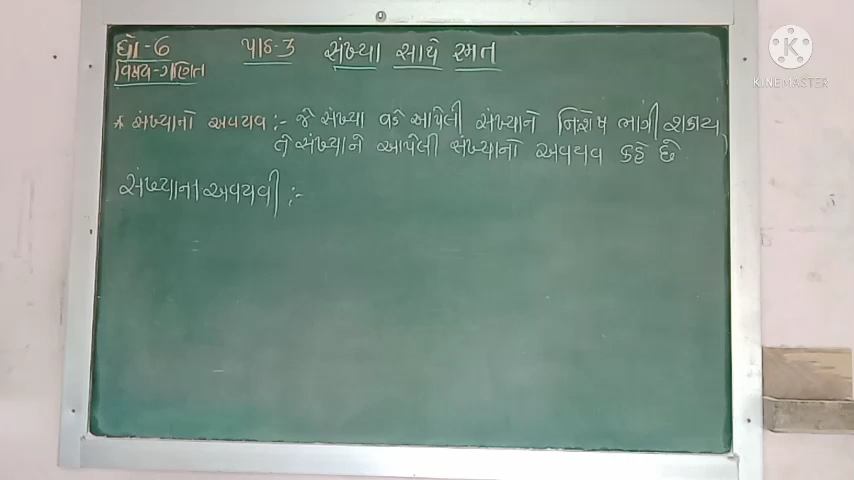 ધો-6 પાઠ-3 સંખ્યા સાથે રમત
વિષય-ગણિત
* સંખ્યાનો અવયવ :- જે સંખ્યા વડે આપેલી સંખ્યાને નિઃશેષ ભાગી શકાય
તે સંખ્યાને આપેલી સંખ્યાનો અવયવ કહે છે
સંખ્યાના અવયવી :-
KINEMASTER